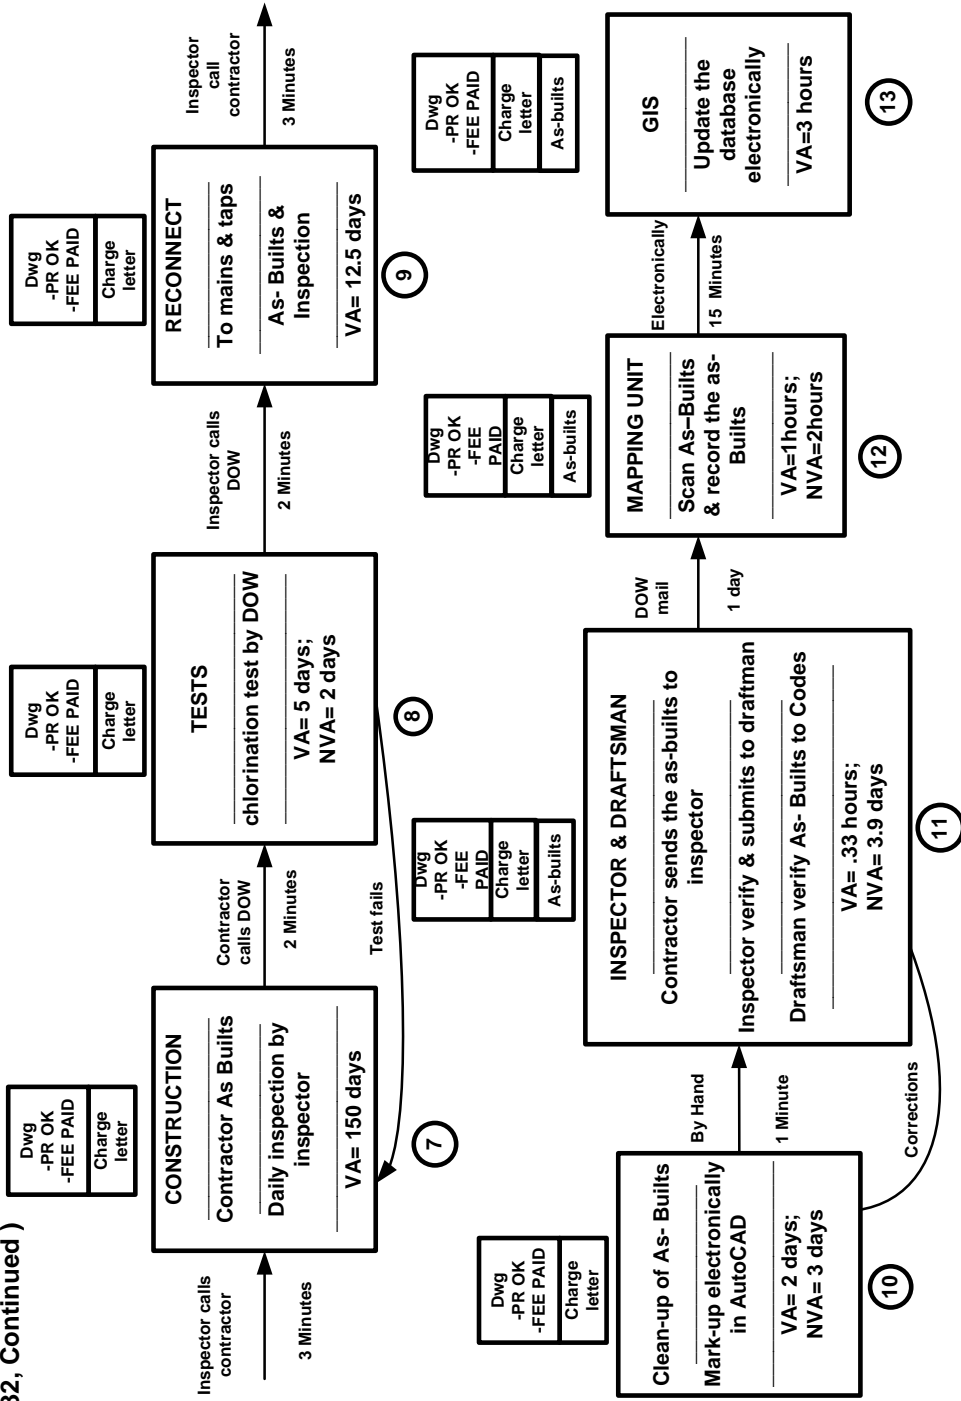 32, Continued )
Inspector calls
contractor
3 Minutes
Dwg
-PR OK
-FEE PAID
Charge
letter
CONSTRUCTION
Contractor As Builts
Daily inspection by
inspector
VA= 150 days
7
Contractor
calls DOW
2 Minutes
Test fails
Dwg
-PR OK
-FEE PAID
Charge
letter
TESTS
chlorination test by DOW
VA= 5 days;
NVA= 2 days
8
Inspector calls
DOW
2 Minutes
Dwg
-PR OK
-FEE PAID
Charge
letter
RECONNECT
To mains & taps
As- Builts &
Inspection
VA= 12.5 days
9
Inspector
call
contractor
3 Minutes
Dwg
-PR OK
-FEE PAID
Charge
letter
Clean-up of As- Builts
Mark-up electronically
in AutoCAD
VA= 2 days;
NVA= 3 days
10
By Hand
1 Minute
Corrections
Dwg
-PR OK
-FEE
PAID
Charge
letter
As-builts
INSPECTOR & DRAFTSMAN
Contractor sends the as-builts to
inspector
Inspector verify & submits to draftman
Draftsman verify As- Builts to Codes
VA= .33 hours;
NVA= 3.9 days
11
DOW
mail
1 day
Dwg
-PR OK
-FEE
PAID
Charge
letter
As-builts
MAPPING UNIT
Scan As–Builts
& record the as-
Builts
VA=1hours;
NVA=2hours
12
Electronically
15 Minutes
Dwg
-PR OK
-FEE PAID
Charge
letter
As-builts
GIS
Update the
database
electronically
VA=3 hours
13